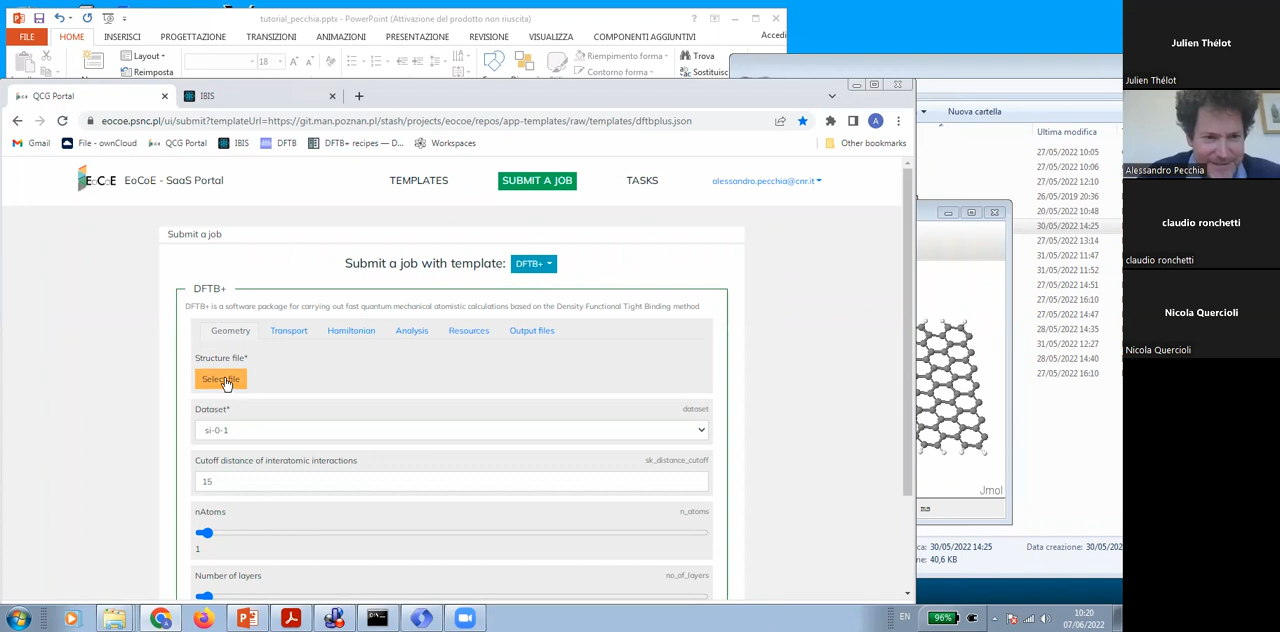 tutorial_pecchia.pptx - PowerPoint (Attivazione del prodotto non riuscita)
FILE HOME INSERISCI PROGETTAZIONE TRANSIZIONI ANIMAZIONI PRESENTAZIONE REVISIONE VISUALIZZA COMPONENTI AGGIUNTIVI Accedi
Layout
Reimposta
18
Riempimento forma
Contorno forma
Trova
Sostituisc
QCG Portal
IBIS
eocoe.psnc.pl/ui/submit?templateUrl=https://git.man.poznan.pl/stash/projects/eocoe/repos/app-templates/raw/templates/dftbplus.json
Gmail
File - ownCloud
QCG Portal
IBIS
DFTB
DFTB+ recipes — D...
Workspaces
Other bookmarks
EoCoE - SaaS Portal
TEMPLATES
SUBMIT A JOB
TASKS
alessandro.pecchia@cnr.it
Submit a job
Submit a job with template: DFTB+
DFTB+
DFTB+ is a software package for carrying out fast quantum mechanical atomistic calculations based on the Density Functional Tight Binding method
Geometry Transport Hamiltonian Analysis Resources Output files
Structure file*
Select file
Dataset* dataset
si-0-1
Cutoff distance of interatomic interactions sk_distance_cutoff
15
nAtoms n_atoms
1
Number of layers no_of_layers
Nuova cartella
Ultima modifica
27/05/2022 10:05
27/05/2022 10:06
27/05/2022 12:10
26/05/2019 20:36
20/05/2022 10:48
30/05/2022 14:25
27/05/2022 13:14
31/05/2022 11:47
31/05/2022 11:52
27/05/2022 14:51
27/05/2022 16:10
27/05/2022 14:47
28/05/2022 14:35
31/05/2022 12:27
28/05/2022 14:40
27/05/2022 16:10
Jmol
ms
ca: 30/05/2022 14:25 Data creazione: 30/05/202
ne: 40,6 KB
Julien Thélot
Julien Thélot
Alessandro Pecchia
claudio ronchetti
claudio ronchetti
Nicola Quercioli
Nicola Quercioli
EN
96%
10:20
07/06/2022